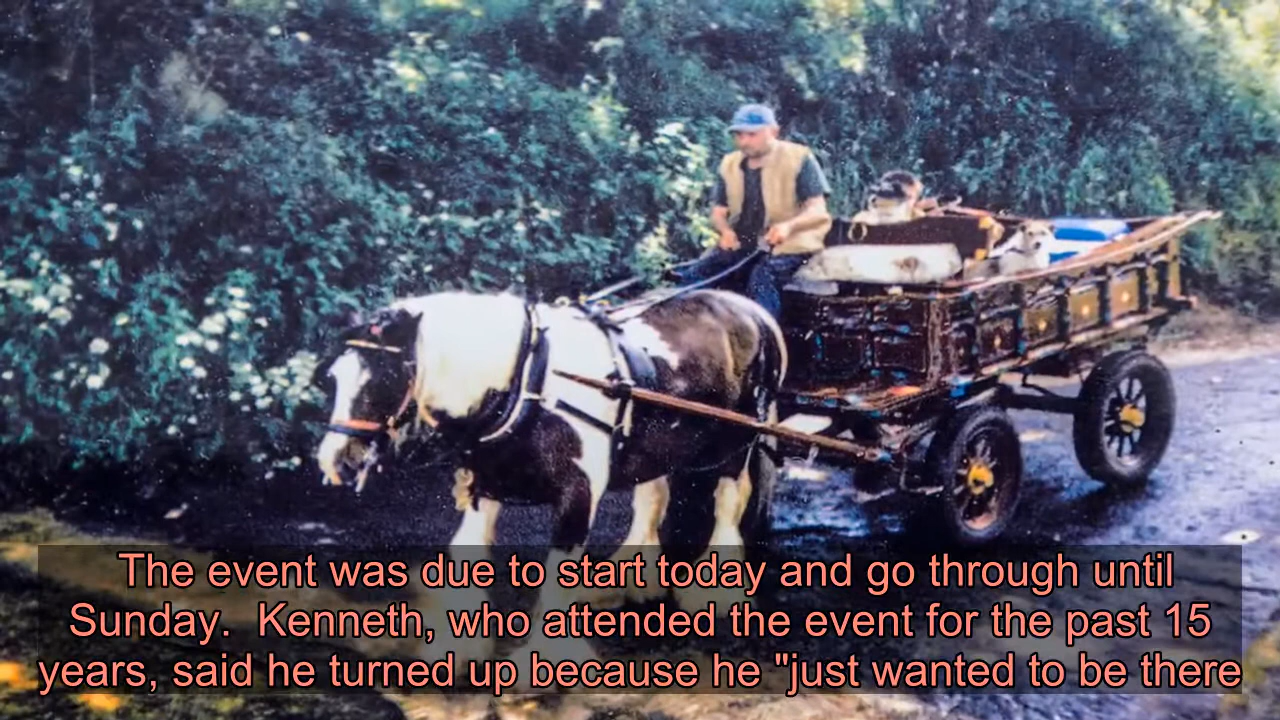 The event was due to start today and go through until
Sunday.  Kenneth, who attended the event for the past 15
years, said he turned up because he "just wanted to be there